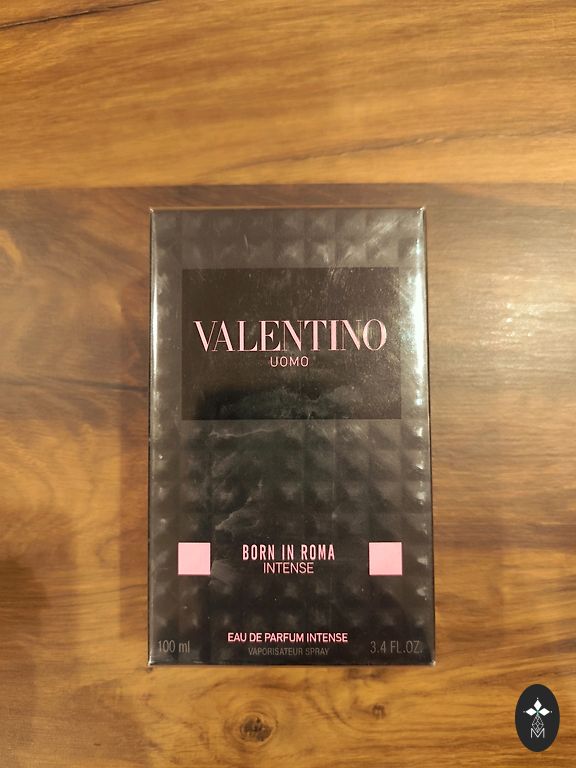 VALENTINO
UOMO
BORN IN ROMA
INTENSE
EAU DE PARFUM INTENSE
100 ml VAPORISATEUR SPRAY 3.4 FL.OZ.